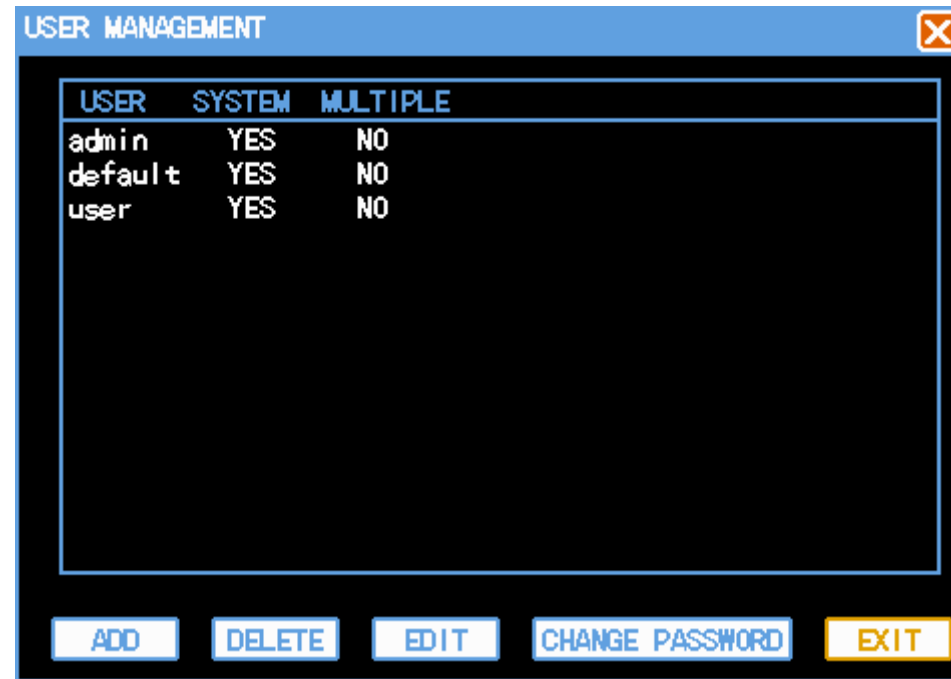 USER MANAGEMENT
USER SYSTEM MULTIPLE
admin YES NO
default YES NO
user YES NO
ADD DELETE EDIT CHANGE PASSWORD EXIT